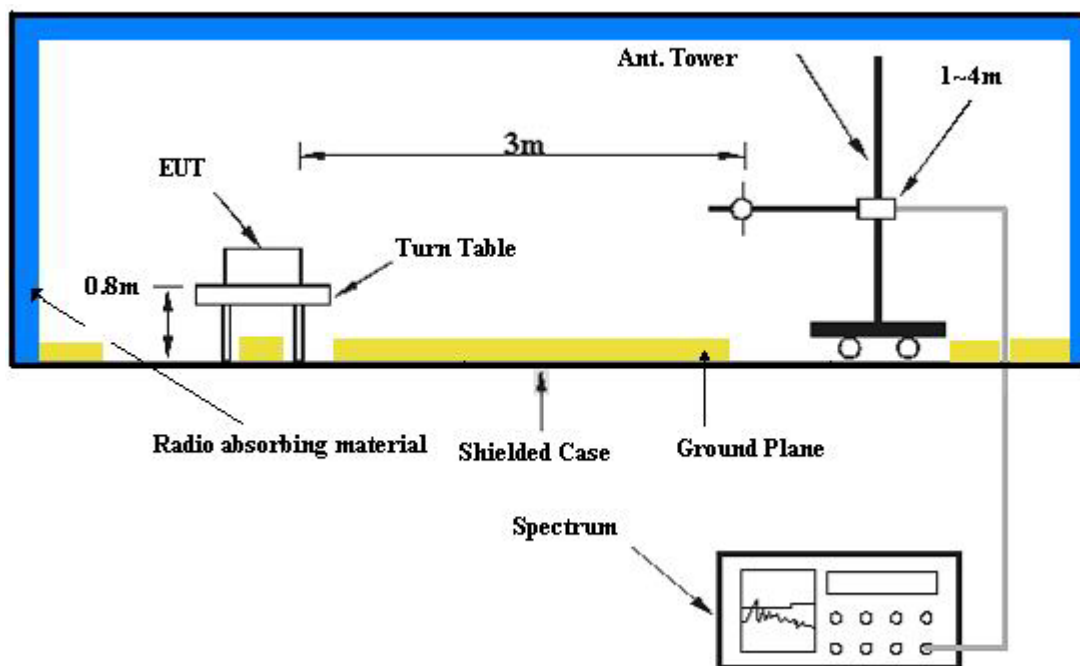 Ant. Tower
1~4m
3m
EUT
Turn Table
0.8m
Radio absorbing material
Shielded Case
Ground Plane
Spectrum